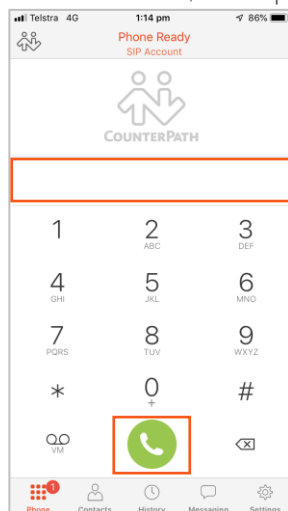 Telstra 4G 1:14 pm 86%
Phone Ready
SIP Account
COUNTERPATH
1 2 3
ABC DEF
4 5 6
GHI JKL MNO
7 8 9
PQRS TUV WXYZ
* 0 #
+
VM
1
Phone Contacts History Messaging Settings